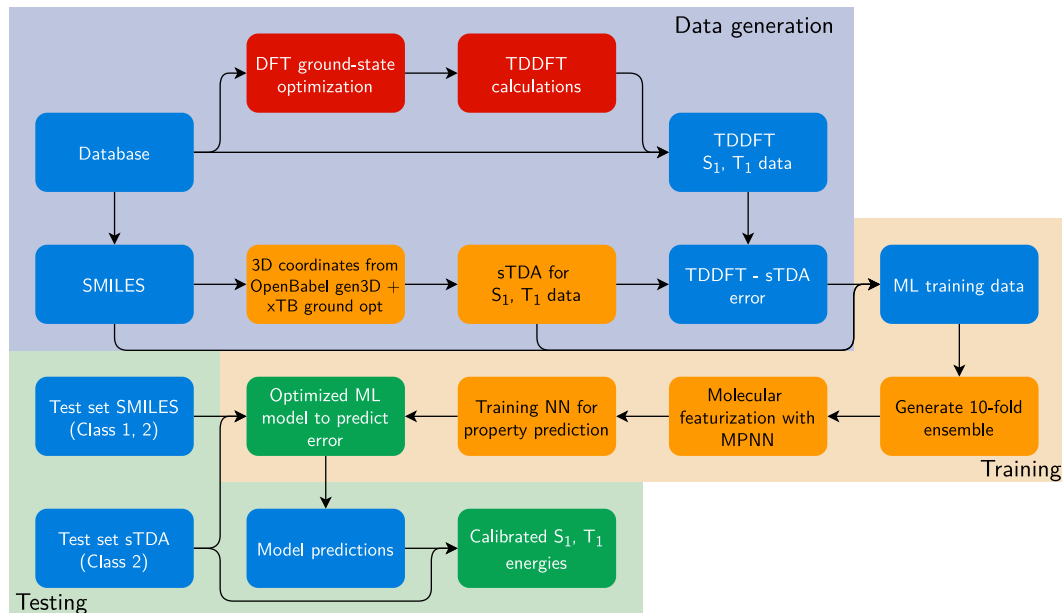 Data generation
DFT ground-state
optimization
TDDFT
calculations
Database
TDDFT
S₁, T₁ data
SMILES
3D coordinates from
OpenBabel gen3D +
xTB ground opt
sTDA for
S₁, T₁ data
TDDFT - sTDA
error
ML training data
Test set SMILES
(Class 1, 2)
Optimized ML
model to predict
error
Training NN for
property prediction
Molecular
featurization with
MPNN
Generate 10-fold
ensemble
Training
Test set sTDA
(Class 2)
Model predictions
Calibrated S₁, T₁
energies
Testing